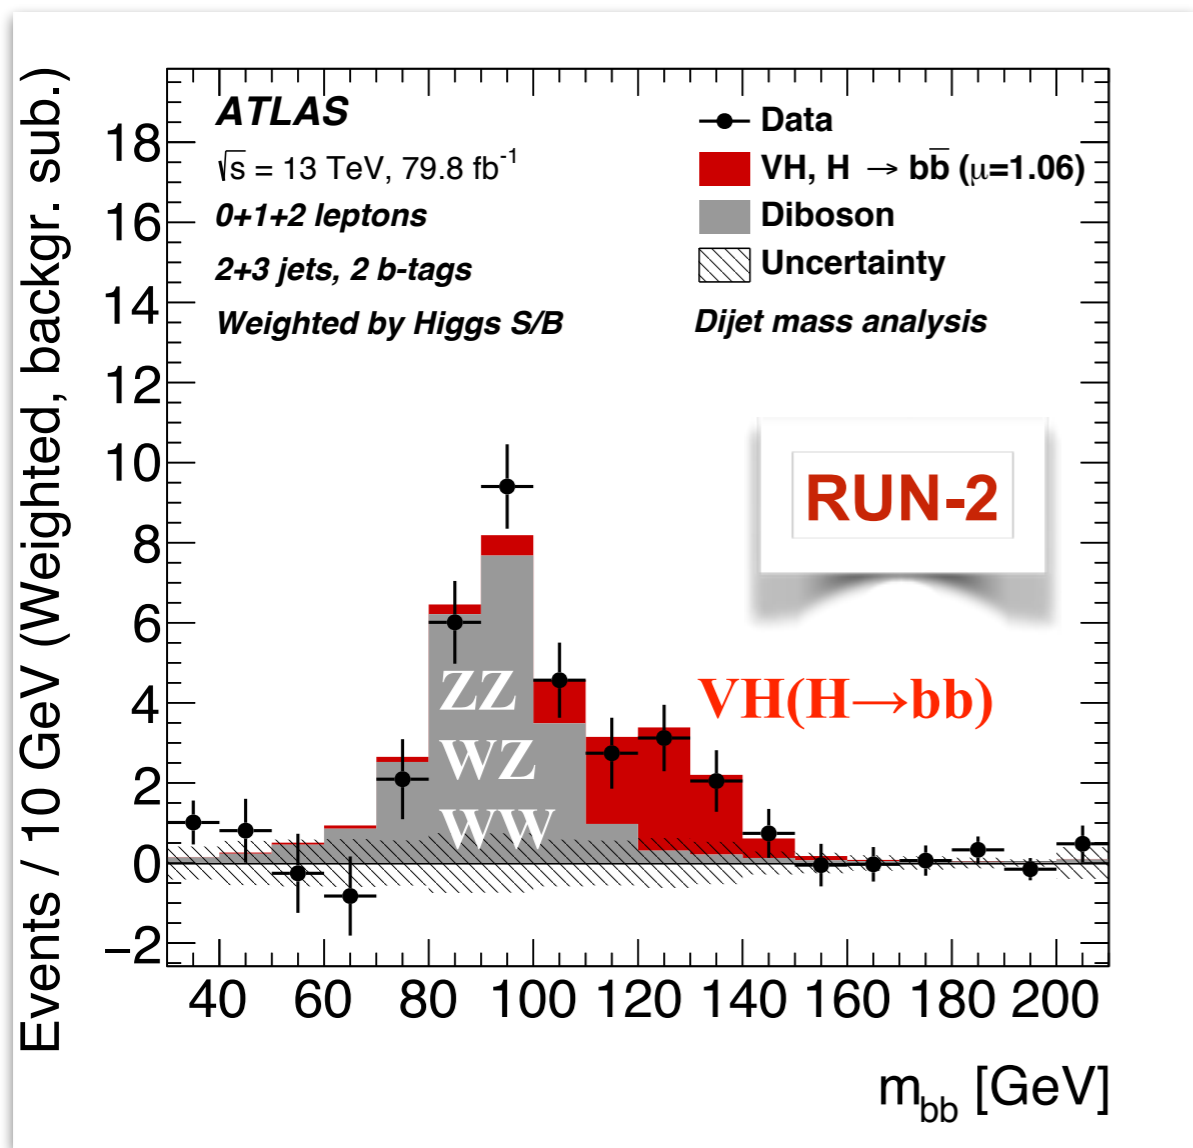 Events / 10 GeV (Weighted, backgr. sub.)
18
16
14
12
10
8
6
4
2
0
−2
ATLAS
√s = 13 TeV, 79.8 fb-1
0+1+2 leptons
2+3 jets, 2 b-tags
Weighted by Higgs S/B
Data
VH, H → bb̅ (μ=1.06)
Diboson
Uncertainty
Dijet mass analysis
RUN-2
VH(H→bb)
ZZ
WZ
WW
40 60 80 100 120 140 160 180 200
mbb [GeV]